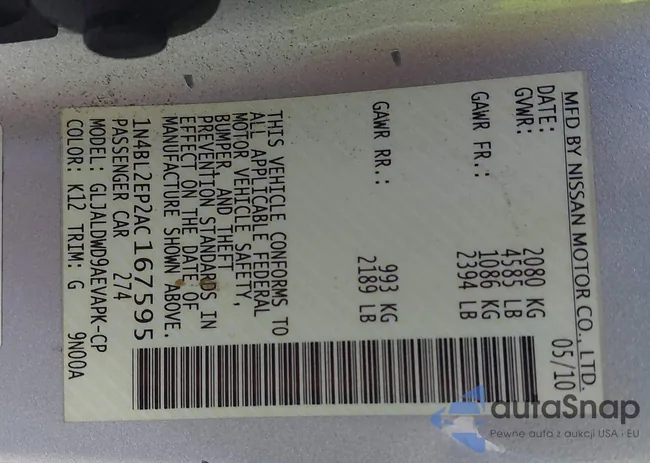 MFD BY NISSAN MOTOR CO., LTD.
DATE: 05/10
GVWR: 2080 KG
4585 LB
GAWR FR.: 1086 KG
2394 LB
GAWR RR.: 993 KG
2189 LB
THIS VEHICLE CONFORMS TO
ALL APPLICABLE FEDERAL
MOTOR VEHICLE SAFETY,
BUMPER, AND THEFT
PREVENTION STANDARDS IN
EFFECT ON THE DATE OF
MANUFACTURE SHOWN ABOVE.
1N4BL2EP2AC167595
PASSENGER CAR 274
MODEL: GLJALDWD9AEVAPK-CP
COLOR: K12 TRIM: G 9N00A
autaSnap
Pewne auta z aukcji USA i EU